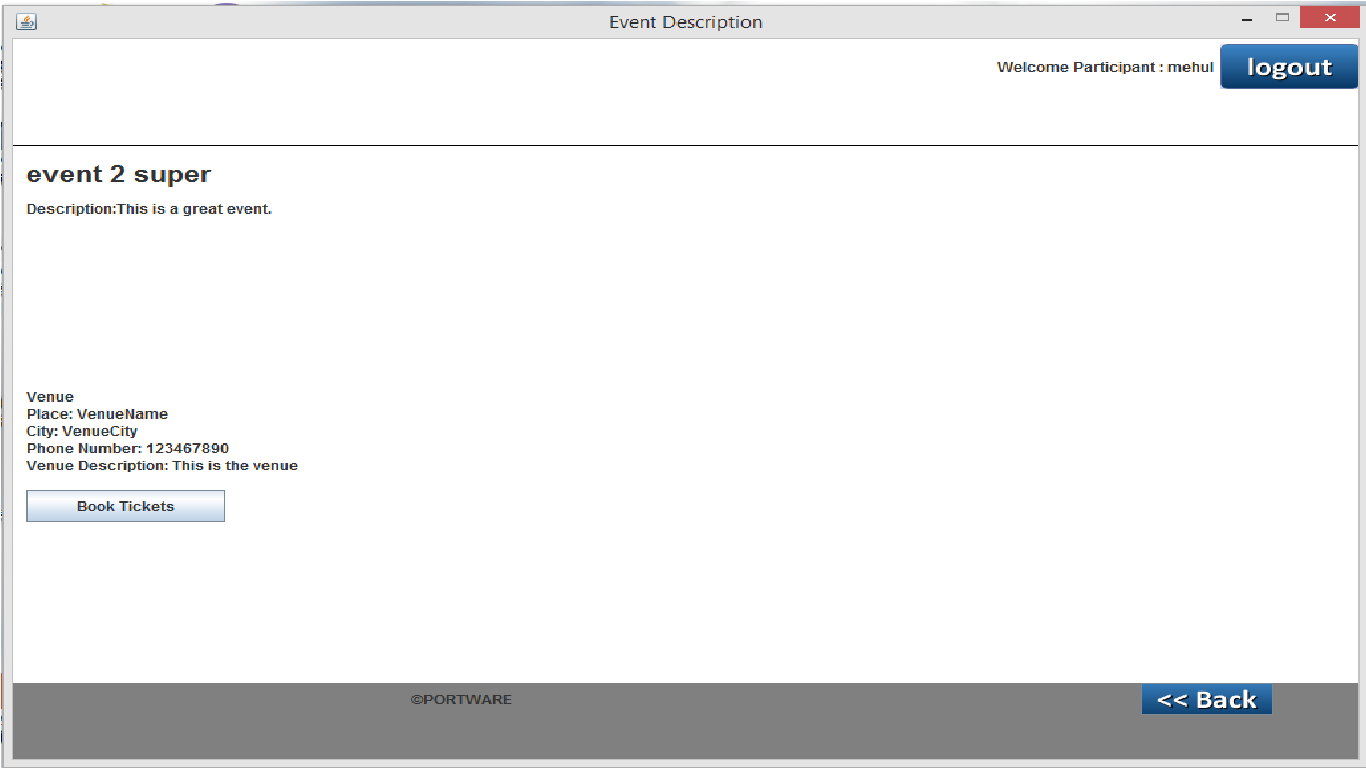 Event Description
Welcome Participant : mehul
logout
event 2 super
Description:This is a great event.
Venue
Place: VenueName
City: VenueCity
Phone Number: 123467890
Venue Description: This is the venue
Book Tickets
©PORTWARE
<< Back